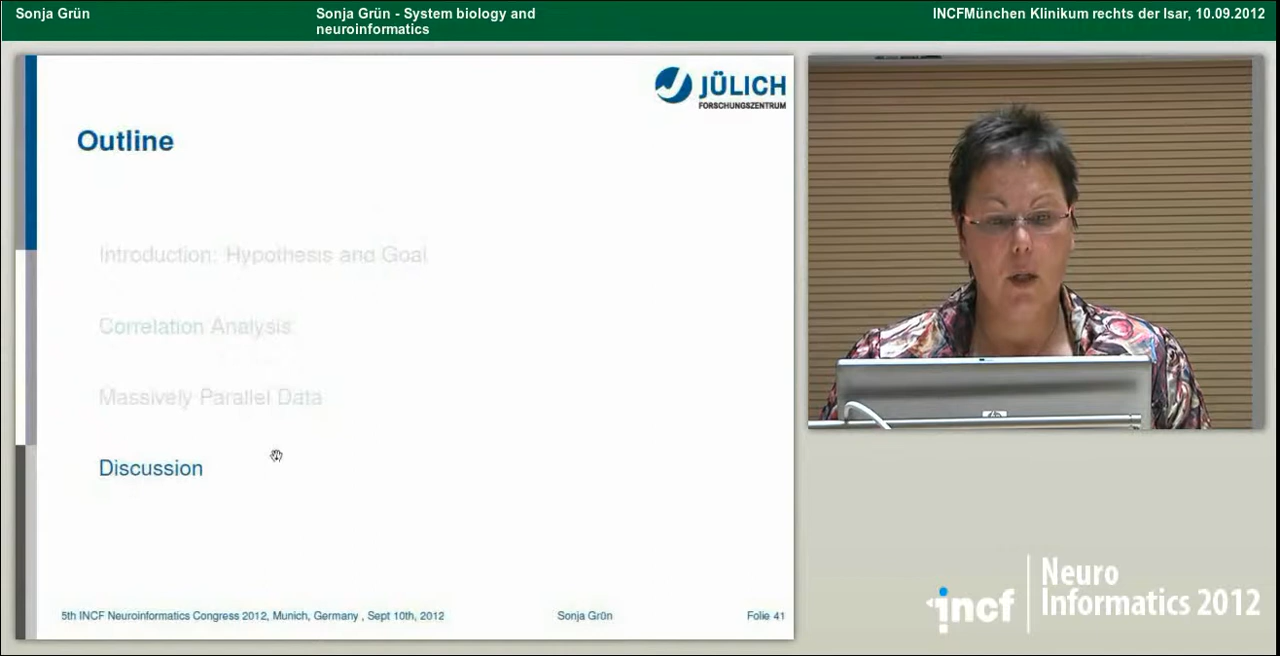 Sonja Grün
Sonja Grün - System biology and
neuroinformatics
INCFMünchen Klinikum rechts der Isar, 10.09.2012
JÜLICH
FORSCHUNGSZENTRUM
Outline
Introduction: Hypothesis and Goal
Correlation Analysis
Massively Parallel Data
Discussion
5th INCF Neuroinformatics Congress 2012, Munich, Germany , Sept 10th, 2012
Sonja Grün
Folie 41
hp
incf
Neuro
Informatics 2012